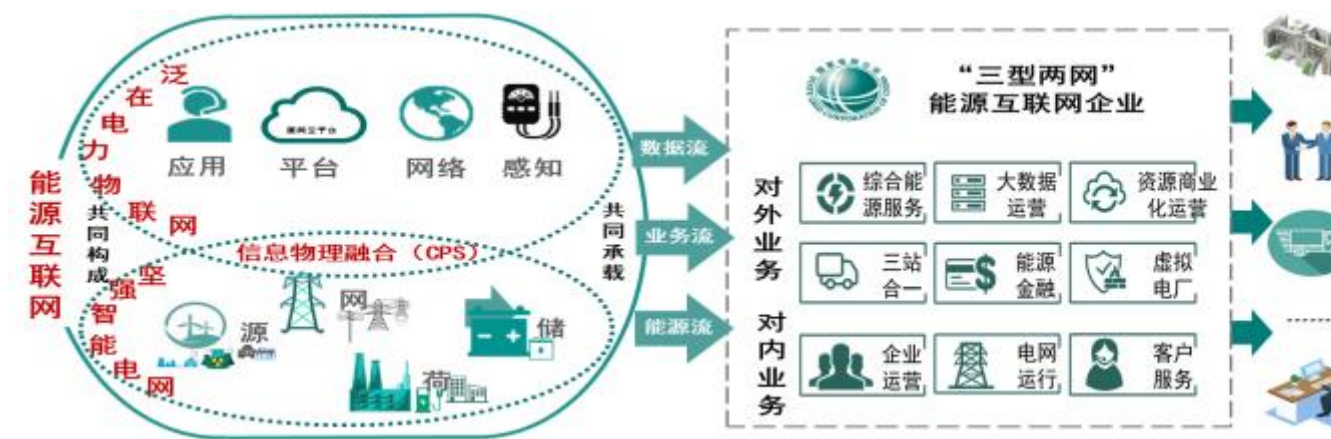 能源互联网
共同构成
泛在电力物联网
应用
平台
网络
感知
信息物理融合（CPS）
坚强智能电网
源
网
荷
储
共同承载
数据流
业务流
能源流
“三型两网”
能源互联网企业
对外业务
综合能
源服务
大数据
运营
资源商业
化运营
三站
合一
能源
金融
虚拟
电厂
对内业务
企业
运营
电网
运行
客户
服务